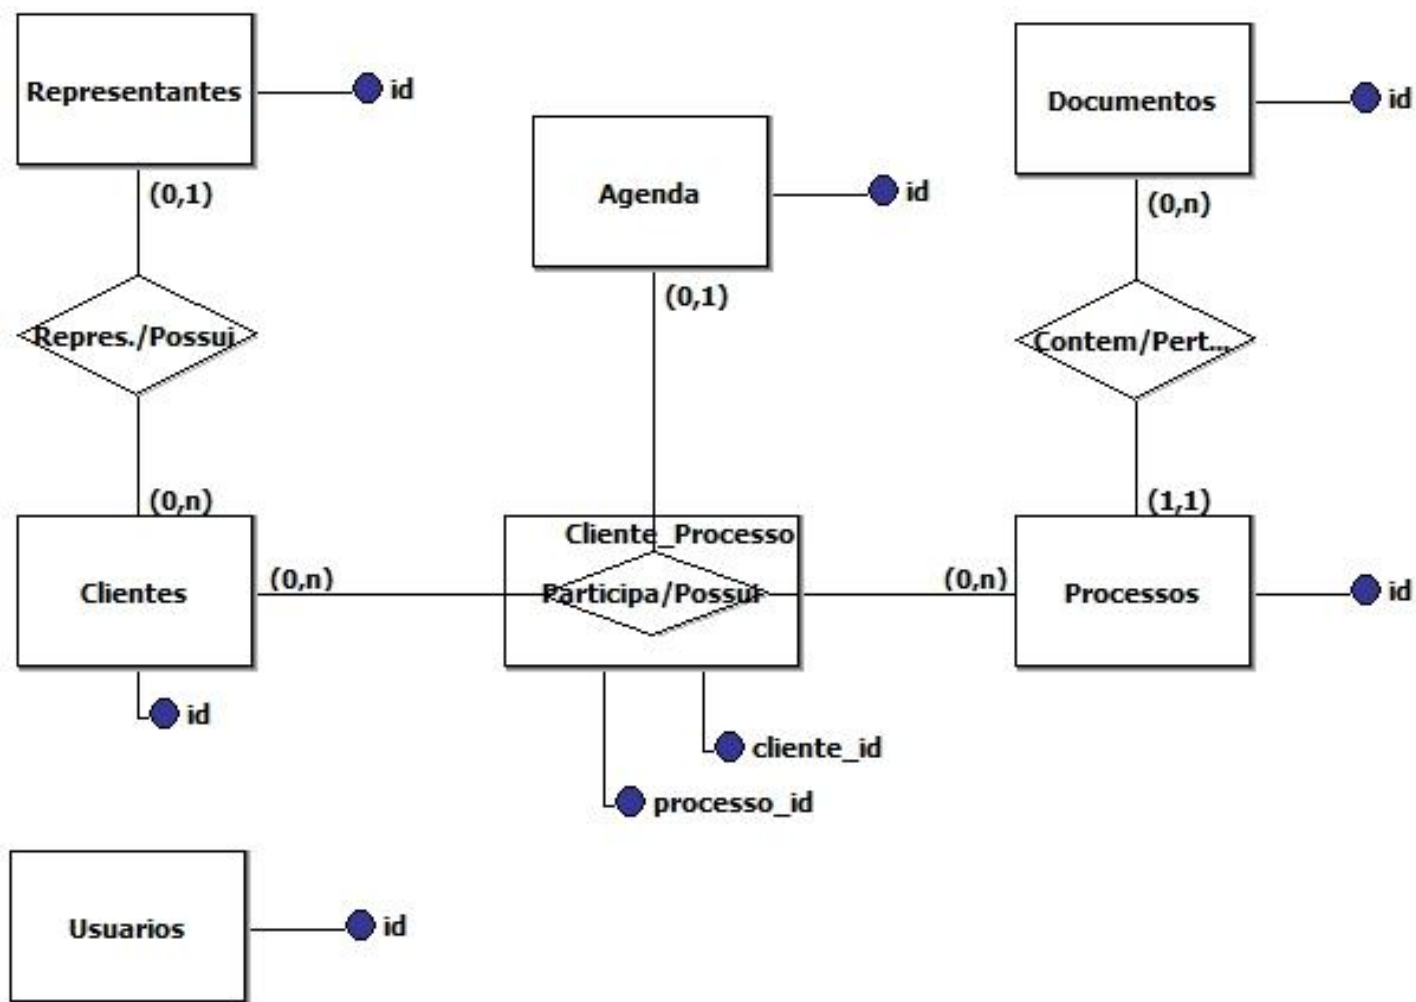 Representantes
id
Documentos
id
Agenda
id
(0,1)
(0,n)
(0,1)
Repres./Possui
Contem/Pert...
(0,n)
(1,1)
Cliente_Processo
Clientes
(0,n)
Participa/Possui
(0,n)
Processos
id
id
cliente_id
processo_id
Usuarios
id